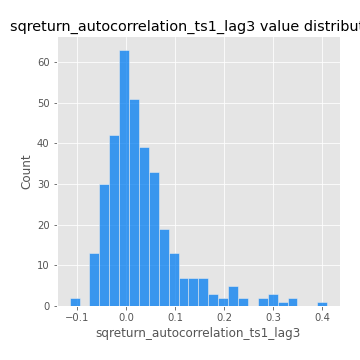 sqreturn_autocorrelation_ts1_lag3 value distribut
60
50
40
30
20
10
0
Count
−0.1 0.0 0.1 0.2 0.3 0.4
sqreturn_autocorrelation_ts1_lag3